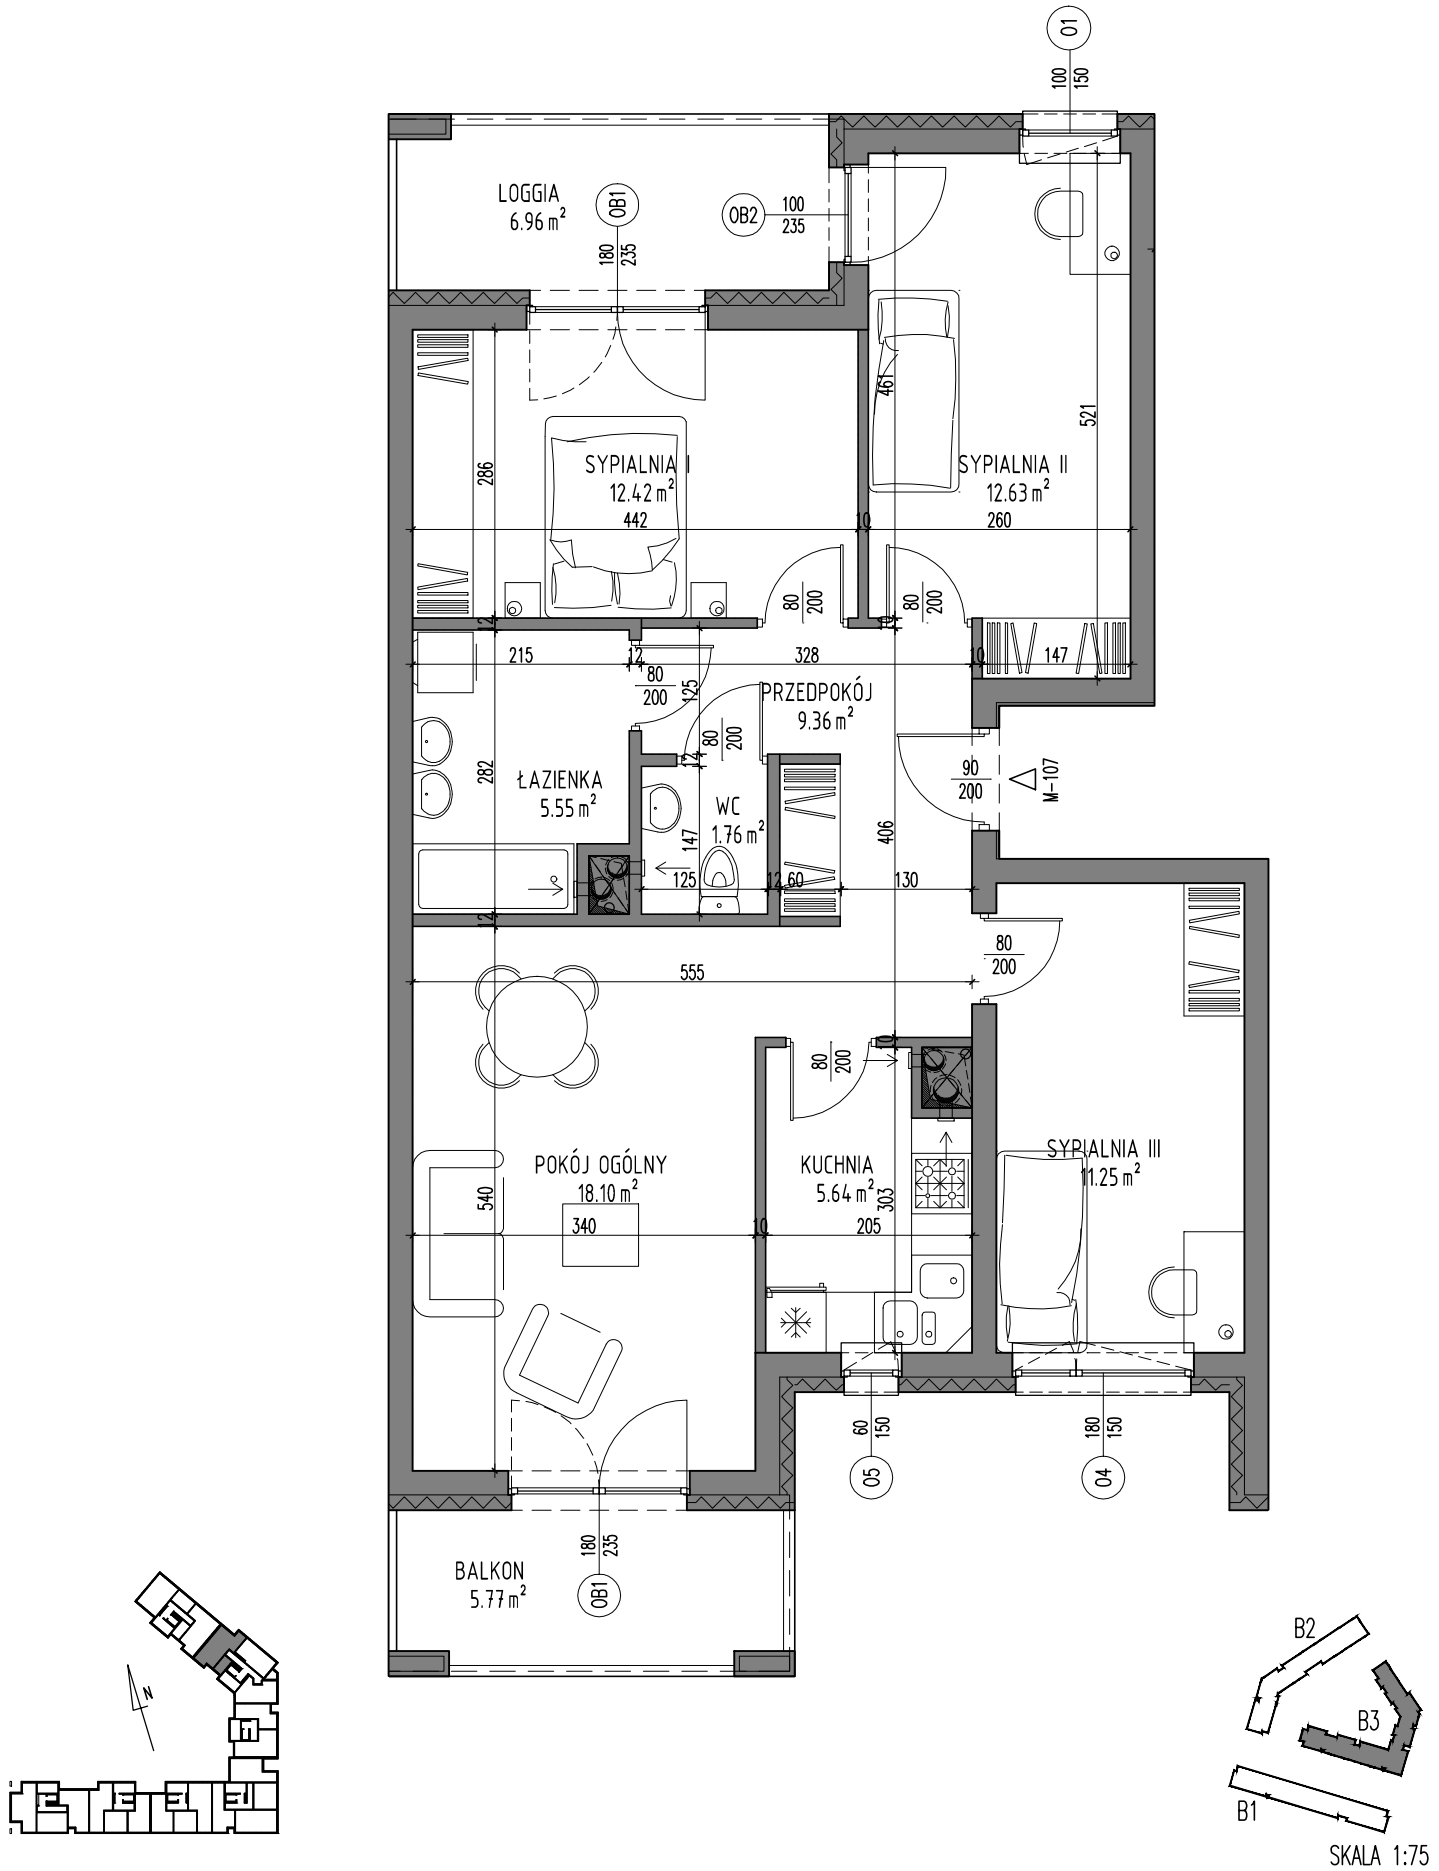 O1
100
150
LOGGIA
6.96 m²
OB1
180
235
OB2
100
235
461
521
286
SYPIALNIA I
12.42 m²
SYPIALNIA II
12.63 m²
442
10
260
80
200
80
200
12
10
215
12
328
10
147
80
200
125
PRZEDPOKÓJ
9.36 m²
80
200
12
90
200
M-107
282
ŁAZIENKA
5.55 m²
WC
1.76 m²
147
406
125
12
60
130
12
80
200
555
10
80
200
POKÓJ OGÓLNY
18.10 m²
KUCHNIA
5.64 m²
SYPIALNIA III
11.25 m²
540
303
340
10
205
60
150
180
150
O5
O4
180
235
BALKON
5.77 m²
OB1
N
B2
B3
B1
SKALA 1:75